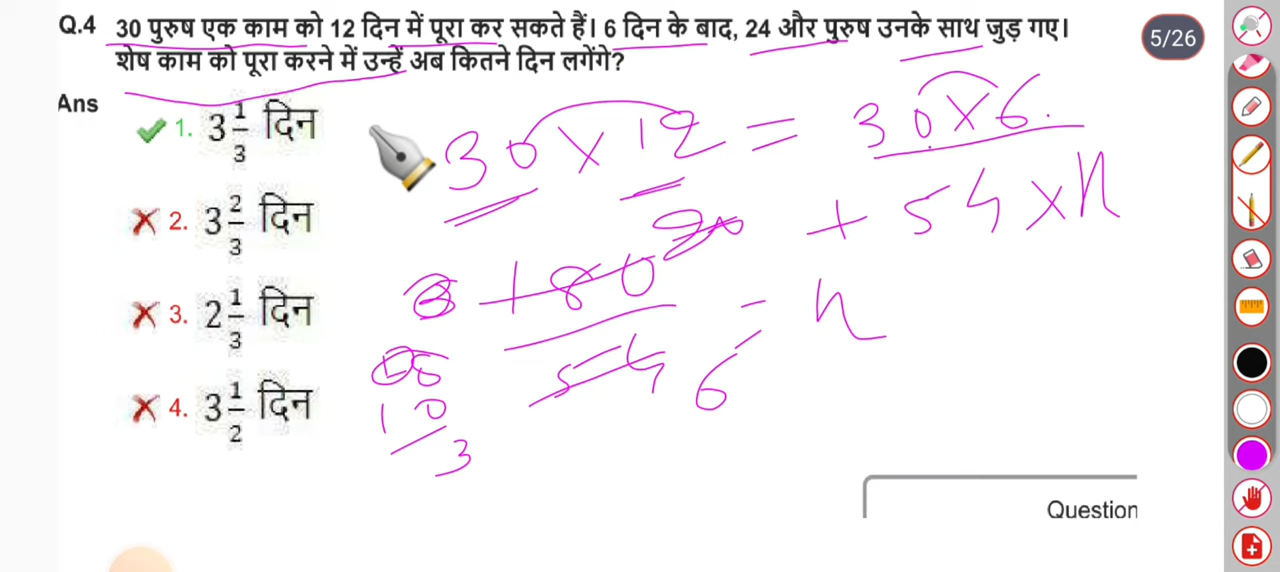 Q.4 30 पुरुष एक काम को 12 दिन में पूरा कर सकते हैं। 6 दिन के बाद, 24 और पुरुष उनके साथ जुड़ गए।
शेष काम को पूरा करने में उन्हें अब कितने दिन लगेंगे?
5/26
Ans
1. 3 1/3 दिन
2. 3 2/3 दिन
3. 2 1/3 दिन
4. 3 1/2 दिन
30 × 12 = 30 × 6
+ 54 × n
180 20
54 6
= n
10
3
Question